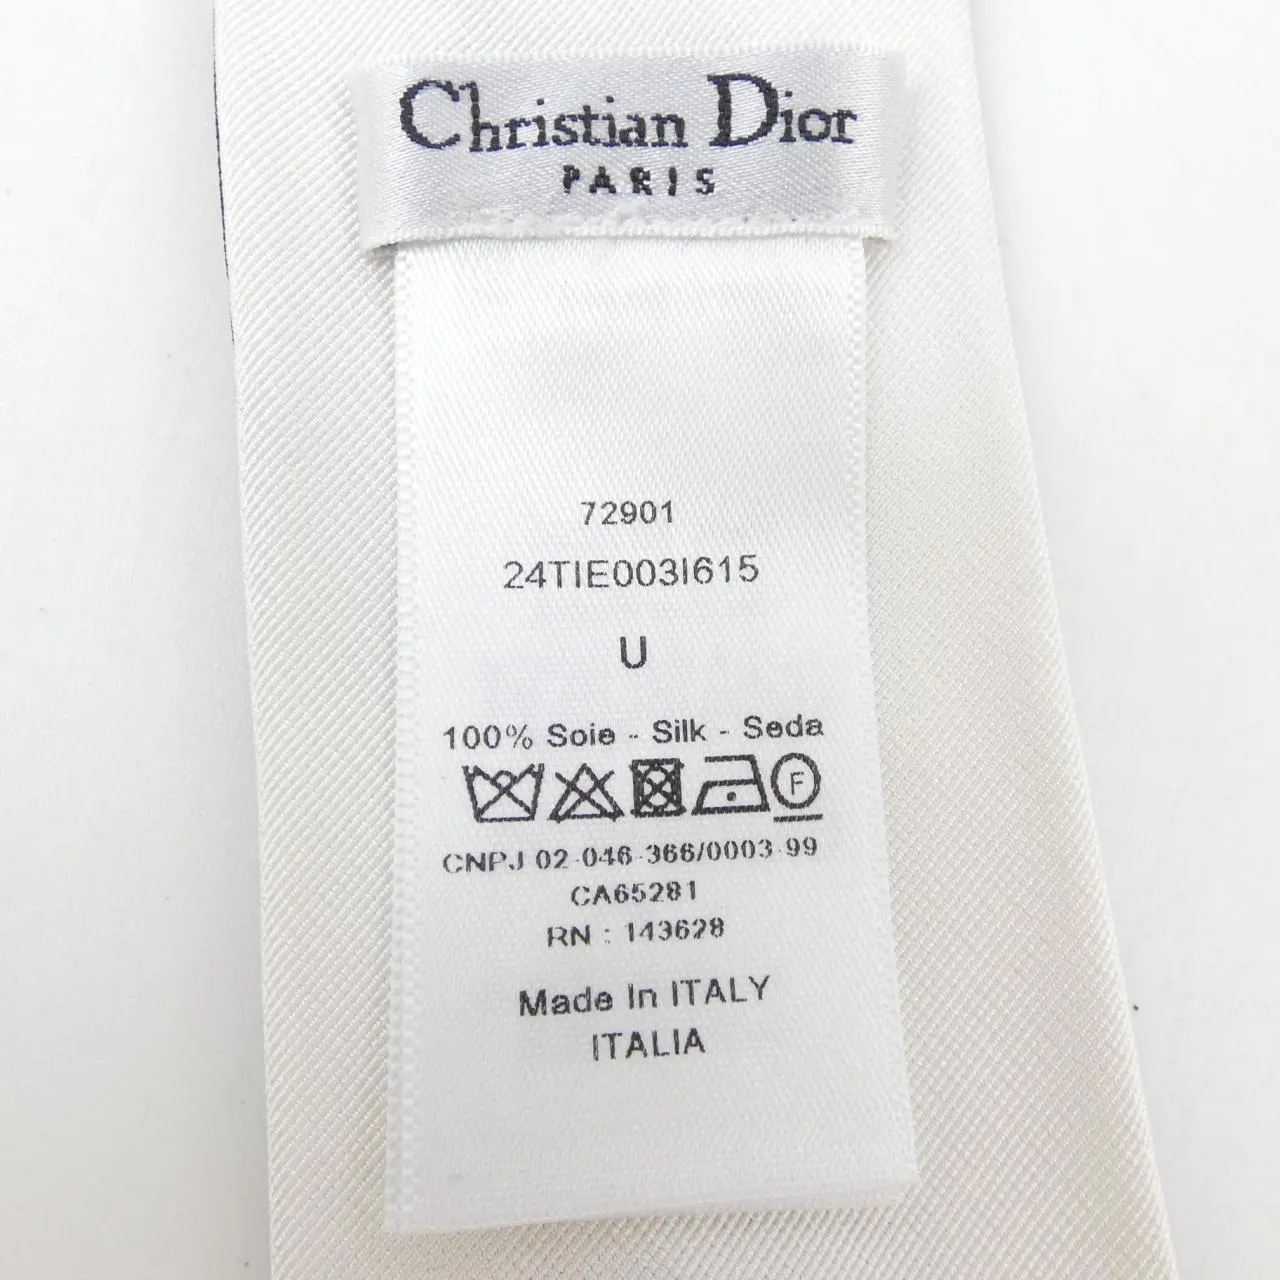 Christian Dior
PARIS
72901
24TIE003I615
U
100% Soie - Silk - Seda
F
CNPJ 02-046-366/0003-99
CA65281
RN : 143628
Made In ITALY
ITALIA